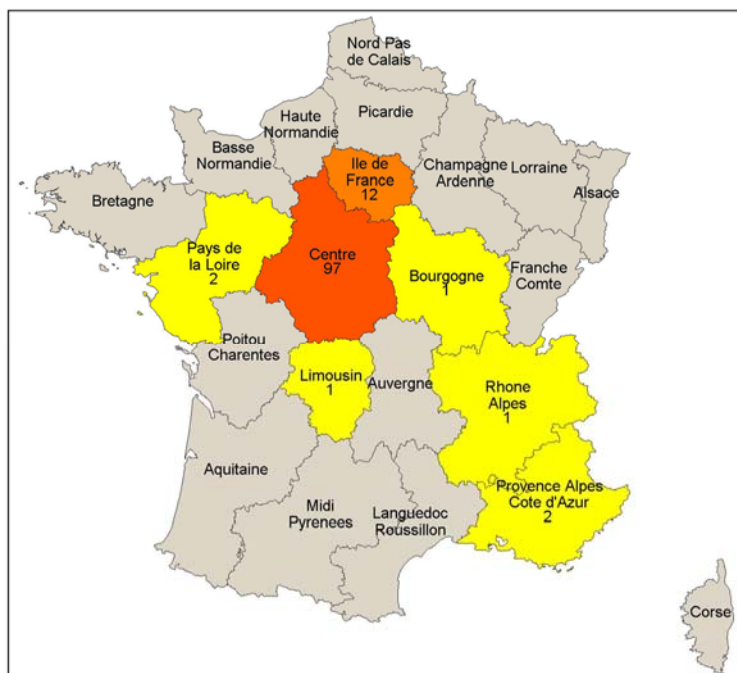 Nord Pas
de Calais
Picardie
Haute
Normandie
Basse
Normandie
Ile de
France
12
Champagne
Ardenne
Lorraine
Alsace
Bretagne
Pays de
la Loire
2
Centre
97
Bourgogne
1
Franche
Comte
Poitou
Charentes
Limousin
1
Auvergne
Rhone
Alpes
1
Aquitaine
Midi
Pyrenees
Languedoc
Roussillon
Provence Alpes
Cote d'Azur
2
Corse